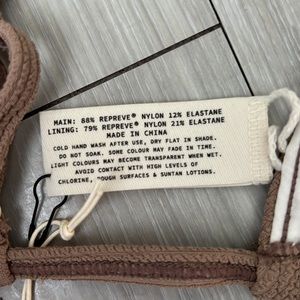 MAIN: 88% REPREVE® NYLON 12% ELASTANE
LINING: 79% REPREVE® NYLON 21% ELASTANE
MADE IN CHINA
COLD HAND WASH AFTER USE, DRY FLAT IN SHADE.
DO NOT SOAK. SOME COLOUR MAY FADE IN TIME.
LIGHT COLOURS MAY BECOME TRANSPARENT WHEN WET.
AVOID CONTACT WITH HIGH LEVELS OF
CHLORINE, ROUGH SURFACES & SUNTAN LOTIONS.